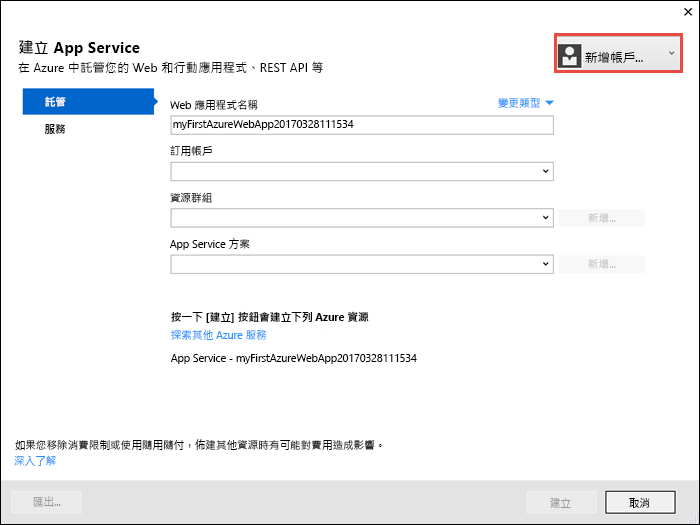 建立 App Service
在 Azure 中託管您的 Web 和行動應用程式、REST API 等
新增帳戶...
託管
服務
Web 應用程式名稱
變更類型
myFirstAzureWebApp20170328111534
訂用帳戶
資源群組
新增...
App Service 方案
新增...
按一下 [建立] 按鈕會建立下列 Azure 資源
探索其他 Azure 服務
App Service - myFirstAzureWebApp20170328111534
如果您移除消費限制或使用隨用隨付，佈建其他資源時有可能對費用造成影響。
深入了解
匯出...
建立
取消